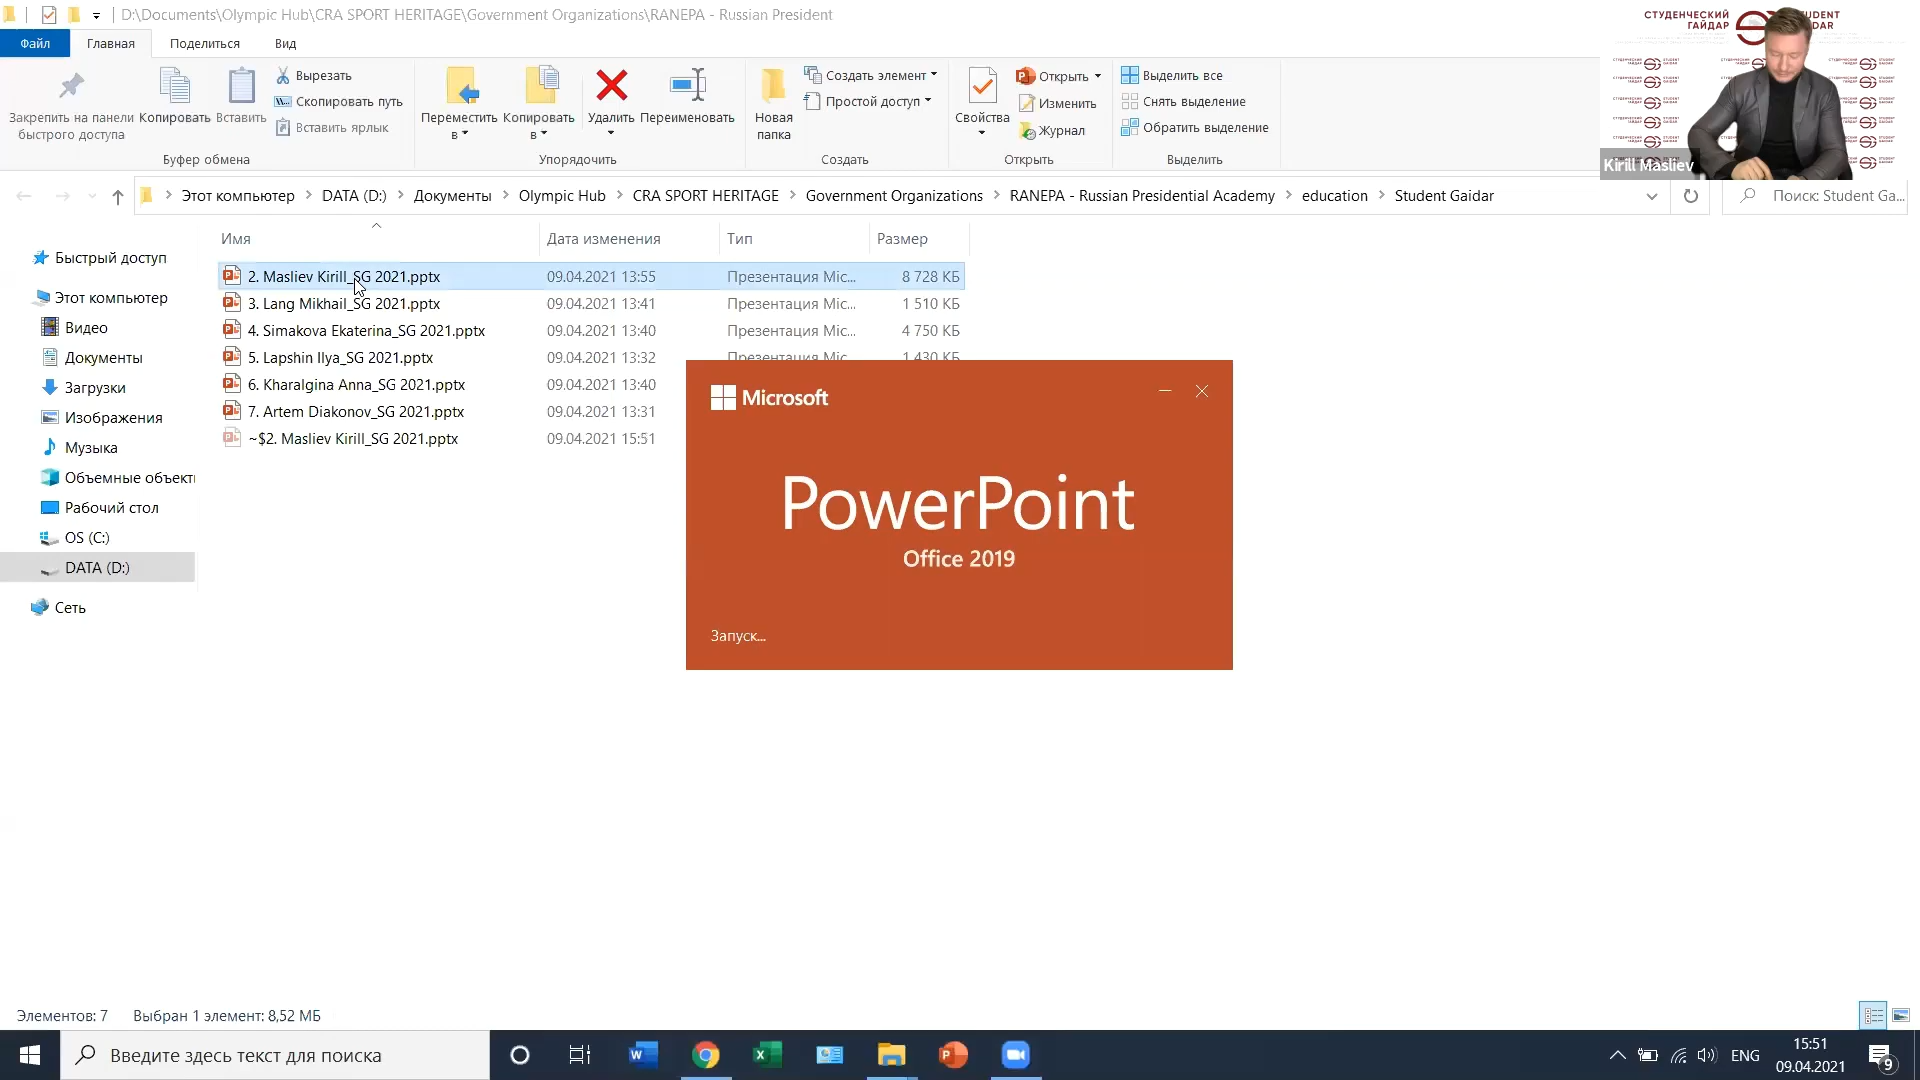 D:\Documents\Olympic Hub\CRA SPORT HERITAGE\Government Organizations\RANEPA - Russian President
Файл
Главная
Поделиться
Вид
Закрепить на панели быстрого доступа
Копировать
Вставить
Вырезать
Скопировать путь
Вставить ярлык
Буфер обмена
Переместить в
Копировать в
Удалить
Переименовать
Упорядочить
Новая папка
Создать элемент
Простой доступ
Создать
Свойства
Открыть
Изменить
Журнал
Открыть
Выделить все
Снять выделение
Обратить выделение
Выделить
СТУДЕНЧЕСКИЙ
ГАЙДАР
Kirill Masliev
Этот компьютер
DATA (D:)
Документы
Olympic Hub
CRA SPORT HERITAGE
Government Organizations
RANEPA - Russian Presidential Academy
education
Student Gaidar
Поиск: Student Ga...
Имя
Дата изменения
Тип
Размер
2. Masliev Kirill_SG 2021.pptx 09.04.2021 13:55 Презентация Mic... 8 728 КБ
3. Lang Mikhail_SG 2021.pptx 09.04.2021 13:41 Презентация Mic... 1 510 КБ
4. Simakova Ekaterina_SG 2021.pptx 09.04.2021 13:40 Презентация Mic... 4 750 КБ
5. Lapshin Ilya_SG 2021.pptx 09.04.2021 13:32 Презентация Mic... 1 430 КБ
6. Kharalgina Anna_SG 2021.pptx 09.04.2021 13:40
7. Artem Diakonov_SG 2021.pptx 09.04.2021 13:31
~$2. Masliev Kirill_SG 2021.pptx 09.04.2021 15:51
Быстрый доступ
Этот компьютер
Видео
Документы
Загрузки
Изображения
Музыка
Объемные объект
Рабочий стол
OS (C:)
DATA (D:)
Сеть
Microsoft
PowerPoint
Office 2019
Запуск...
Элементов: 7
Выбран 1 элемент: 8,52 МБ
Введите здесь текст для поиска
ENG
15:51
09.04.2021
9